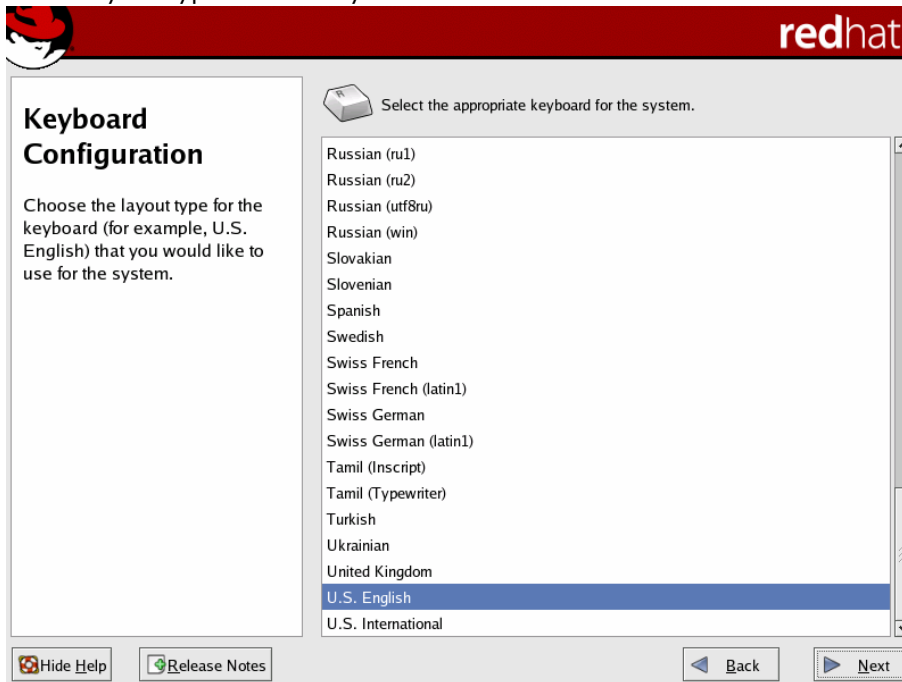 redhat
Keyboard
Configuration
Choose the layout type for the
keyboard (for example, U.S.
English) that you would like to
use for the system.
Select the appropriate keyboard for the system.
Russian (ru1)
Russian (ru2)
Russian (utf8ru)
Russian (win)
Slovakian
Slovenian
Spanish
Swedish
Swiss French
Swiss French (latin1)
Swiss German
Swiss German (latin1)
Tamil (Inscript)
Tamil (Typewriter)
Turkish
Ukrainian
United Kingdom
U.S. English
U.S. International
Hide Help
Release Notes
Back
Next